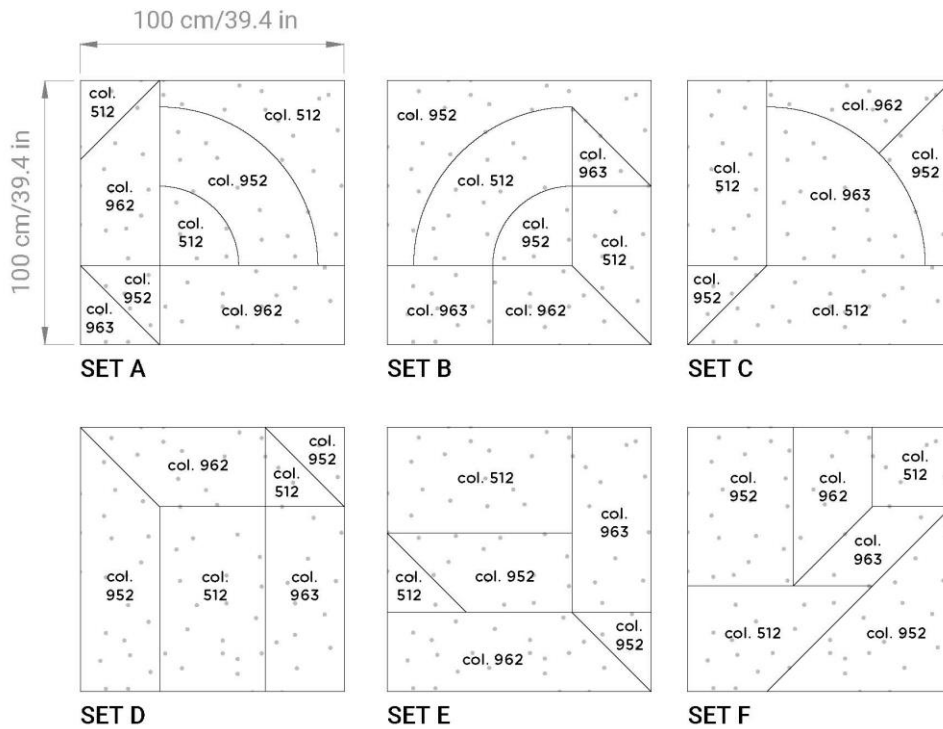 100 cm/39.4 in
100 cm/39.4 in
col.
512
col. 512
col.
962
col. 952
col.
512
col.
952
col.
963
col. 962
SET A
col. 952
col.
963
col. 512
col.
952
col.
512
col. 963
col. 962
SET B
col. 962
col.
512
col.
952
col. 963
col.
952
col. 512
SET C
col. 962
col.
952
col.
512
col.
952
col.
512
col.
963
SET D
col. 512
col.
963
col.
512
col. 952
col. 962
col.
952
SET E
col.
952
col.
962
col.
512
col.
963
col. 512
col. 952
SET F